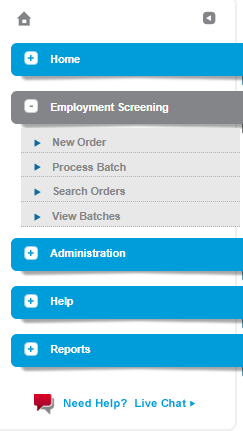 Home
Employment Screening
New Order
Process Batch
Search Orders
View Batches
Administration
Help
Reports
Need Help? Live Chat